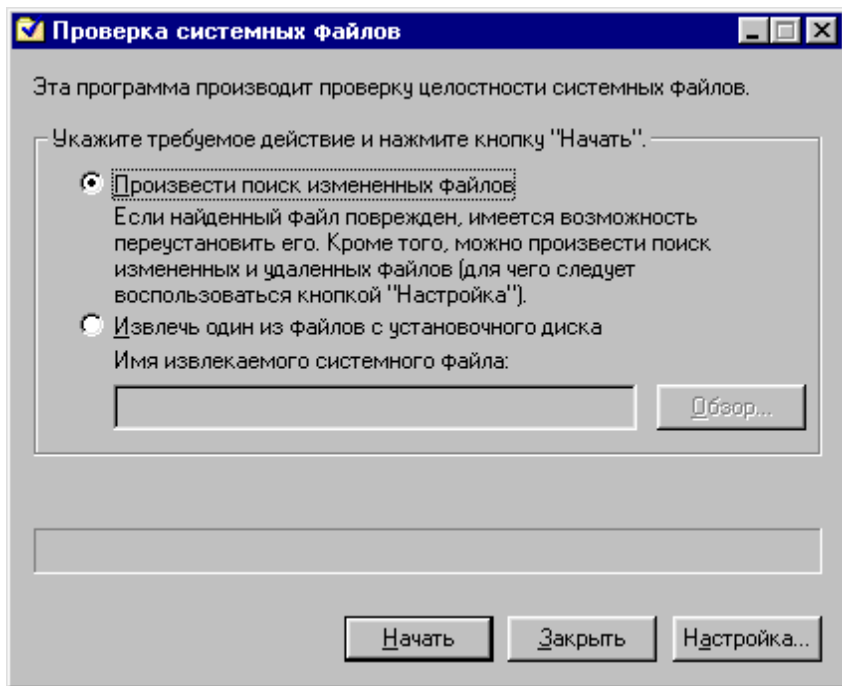 Проверка системных файлов
Эта программа производит проверку целостности системных файлов.
Укажите требуемое действие и нажмите кнопку "Начать".
Произвести поиск измененных файлов
Если найденный файл поврежден, имеется возможность
переустановить его. Кроме того, можно произвести поиск
измененных и удаленных файлов (для чего следует
воспользоваться кнопкой "Настройка").
Извлечь один из файлов с установочного диска
Имя извлекаемого системного файла:
Обзор...
Начать
Закрыть
Настройка...